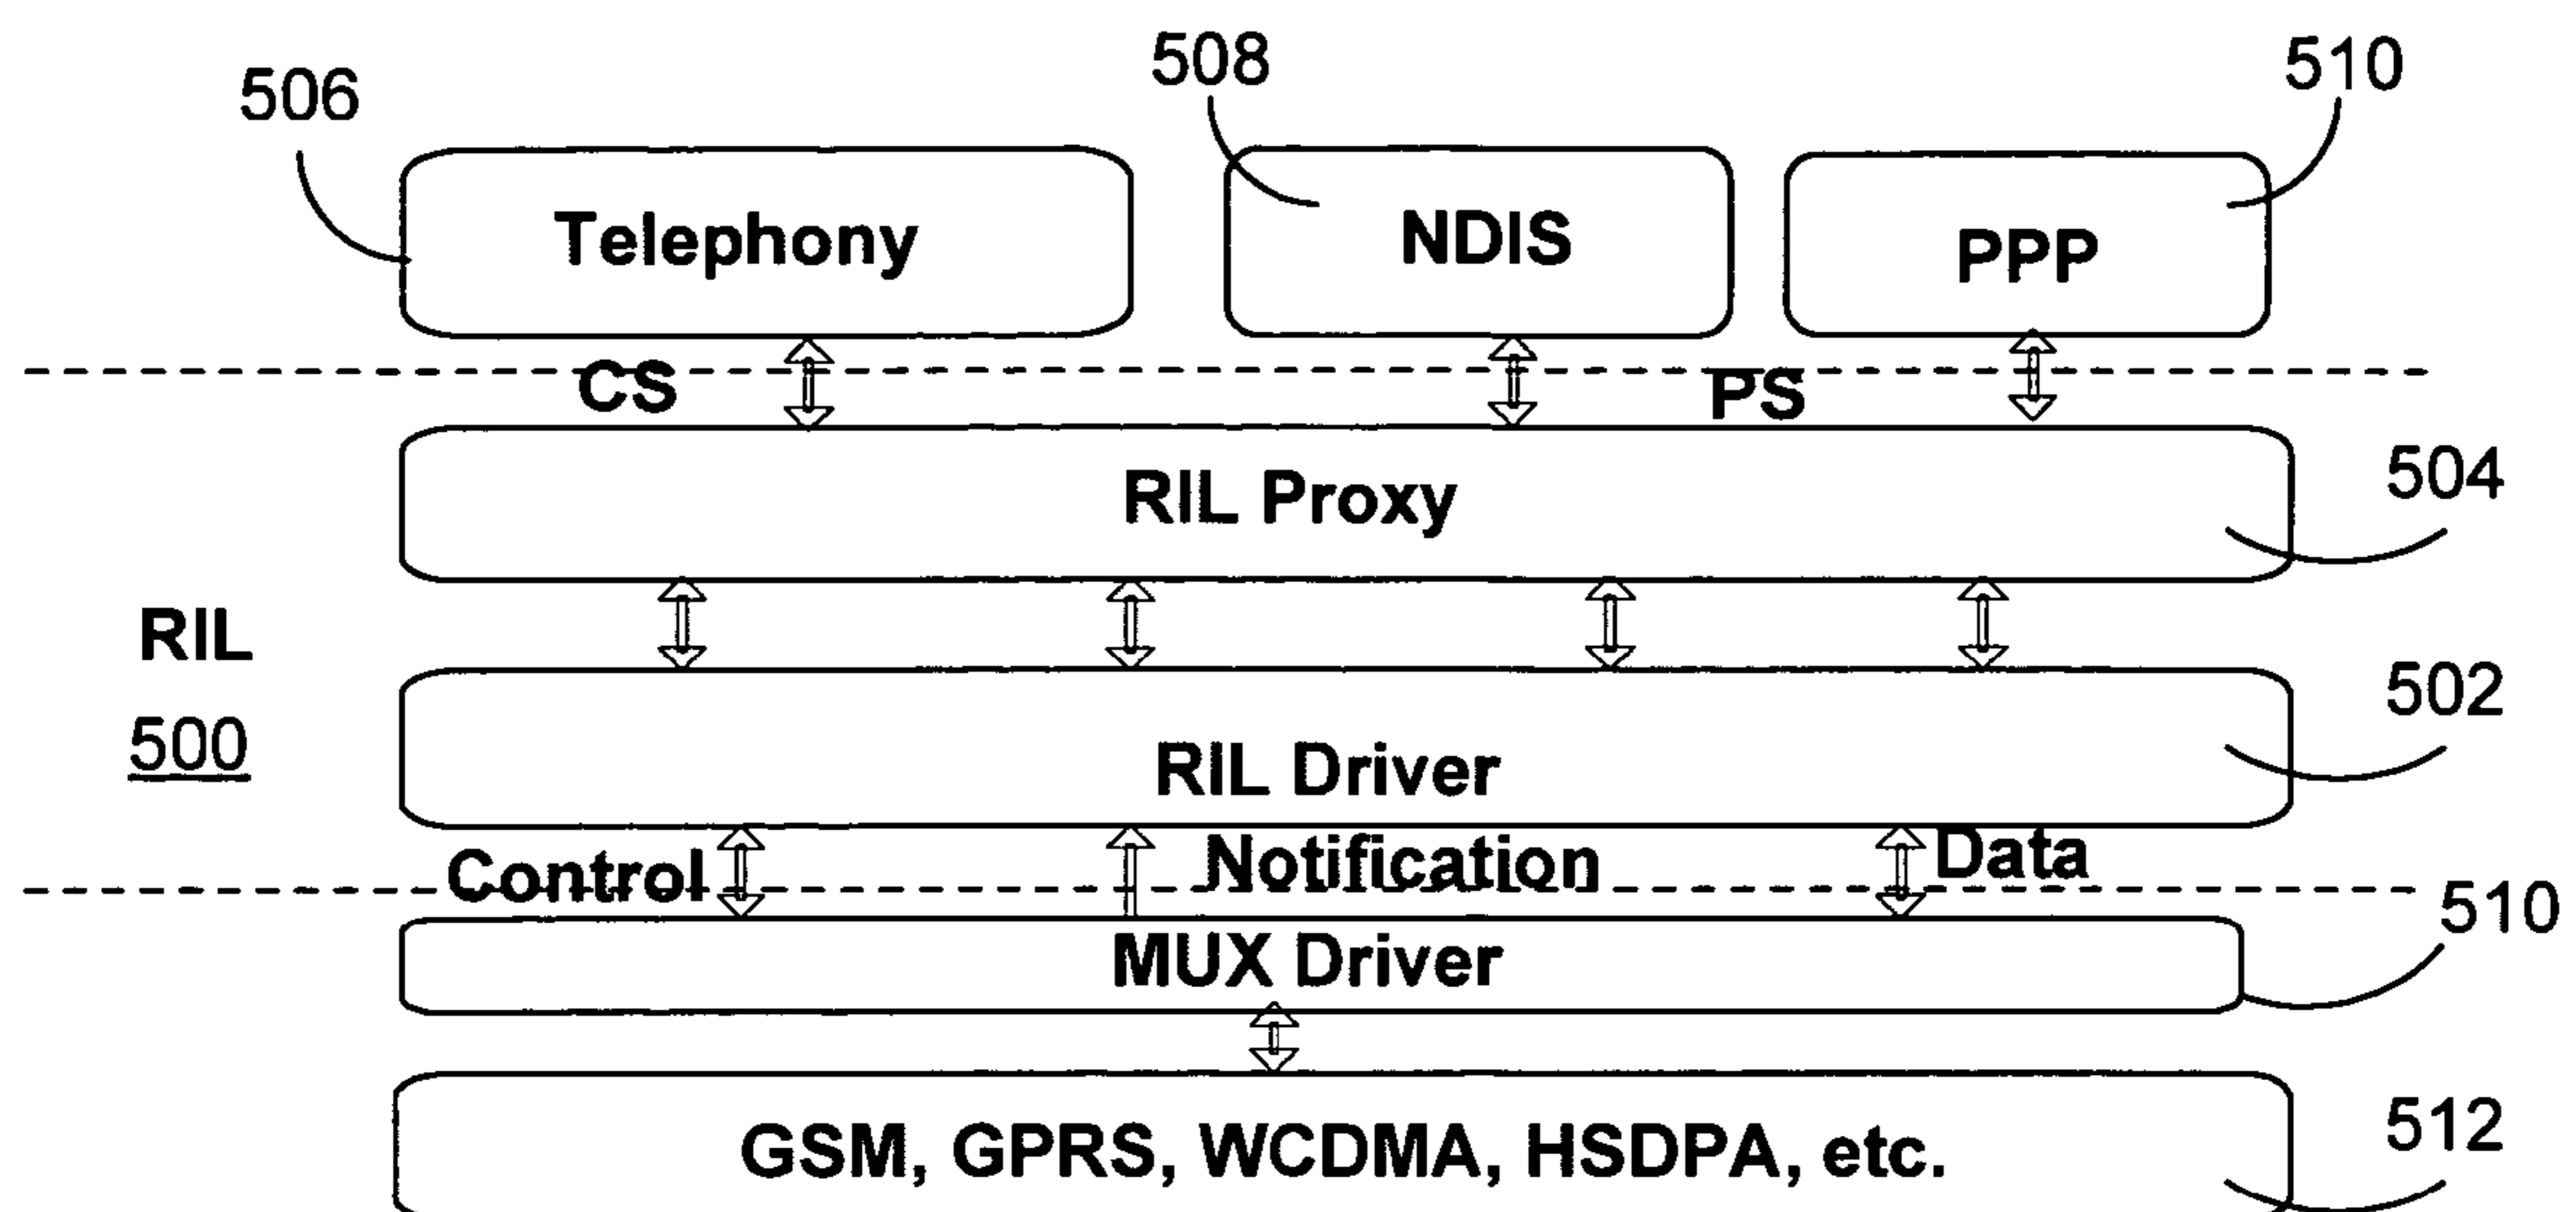 506
508
510
Telephony
NDIS
PPP
CS
PS
RIL Proxy
504
RIL
500
RIL Driver
502
Control
Notification
Data
MUX Driver
510
GSM, GPRS, WCDMA, HSDPA, etc.
512